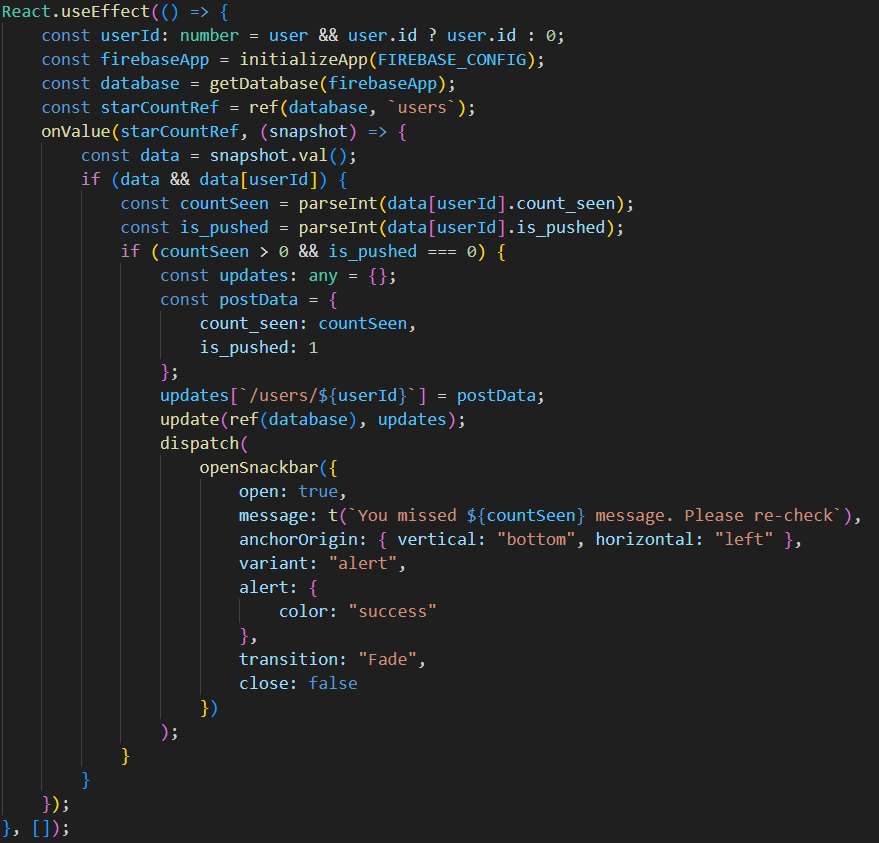 React.useEffect(() => {
const userId: number = user && user.id ? user.id : 0;
const firebaseApp = initializeApp(FIREBASE_CONFIG);
const database = getDatabase(firebaseApp);
const starCountRef = ref(database, `users`);
onValue(starCountRef, (snapshot) => {
const data = snapshot.val();
if (data && data[userId]) {
const countSeen = parseInt(data[userId].count_seen);
const is_pushed = parseInt(data[userId].is_pushed);
if (countSeen > 0 && is_pushed === 0) {
const updates: any = {};
const postData = {
count_seen: countSeen,
is_pushed: 1
};
updates[`/users/${userId}`] = postData;
update(ref(database), updates);
dispatch(
openSnackbar({
open: true,
message: t(`You missed ${countSeen} message. Please re-check`),
anchorOrigin: { vertical: "bottom", horizontal: "left" },
variant: "alert",
alert: {
color: "success"
},
transition: "Fade",
close: false
})
);
}
}
});
}, []);